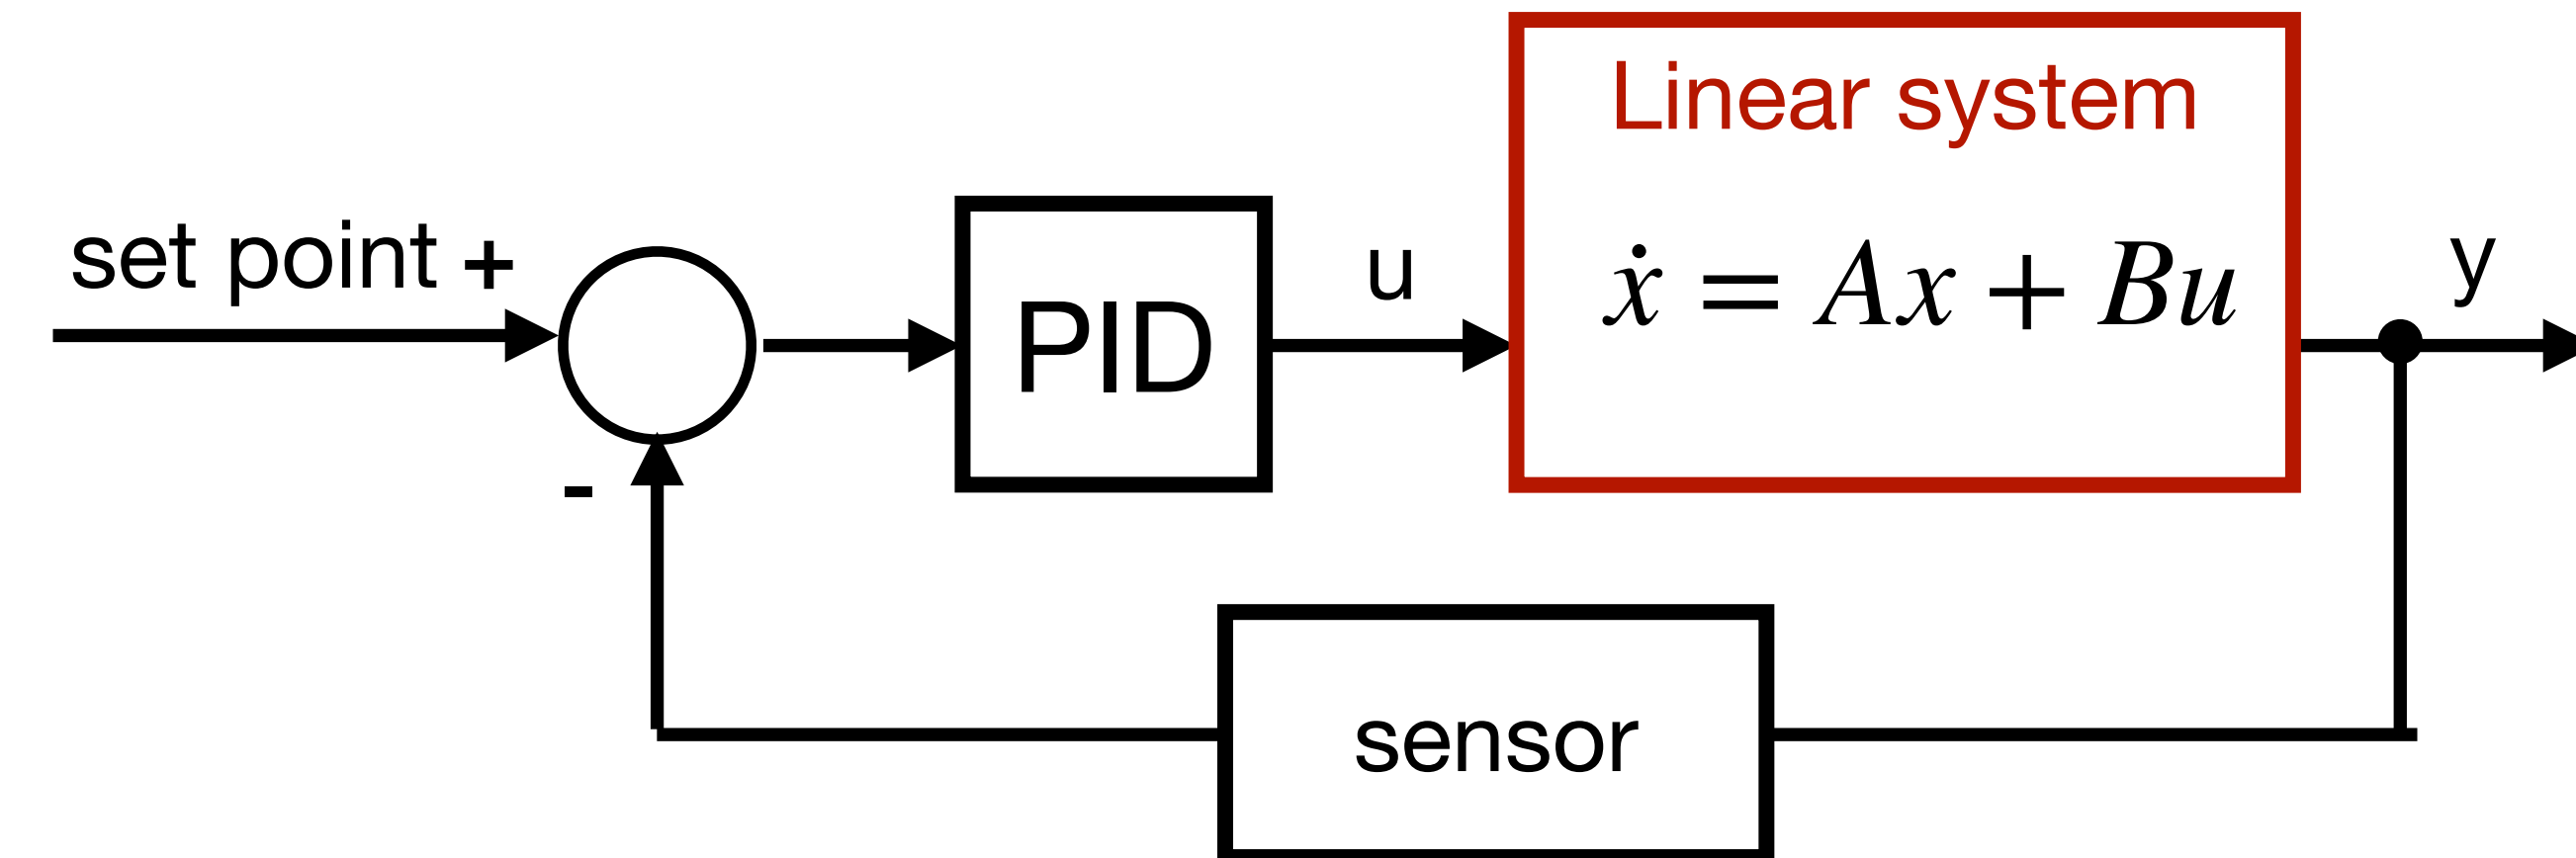 Linear system
set point +
u
y
ẋ = Ax + Bu
PID
-
sensor